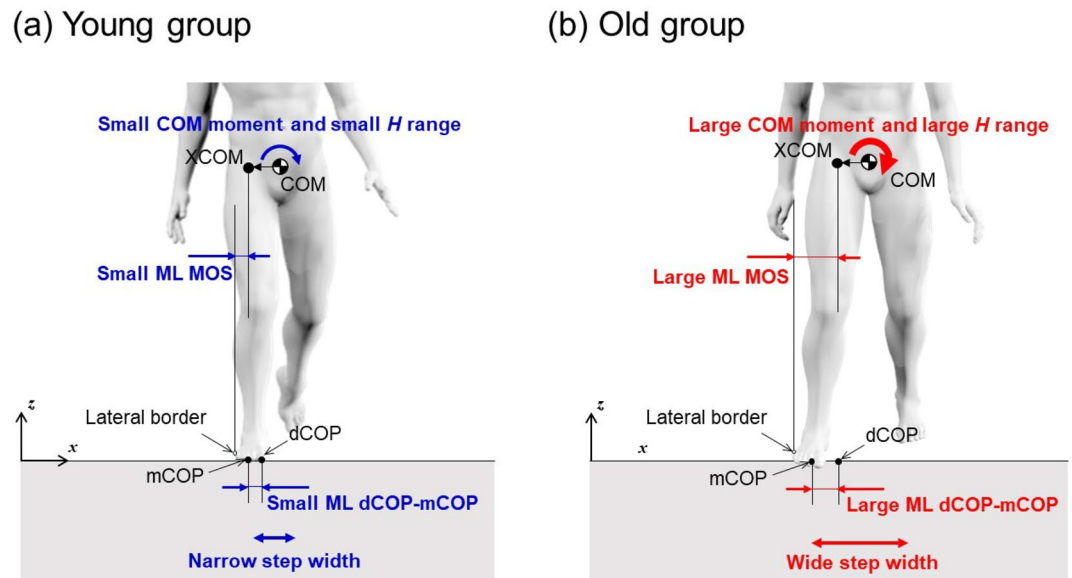 (a) Young group
Small COM moment and small H range
XCOM
COM
Small ML MOS
z
x
Lateral border
dCOP
mCOP
Small ML dCOP-mCOP
Narrow step width
(b) Old group
Large COM moment and large H range
XCOM
COM
Large ML MOS
z
x
Lateral border
dCOP
mCOP
Large ML dCOP-mCOP
Wide step width